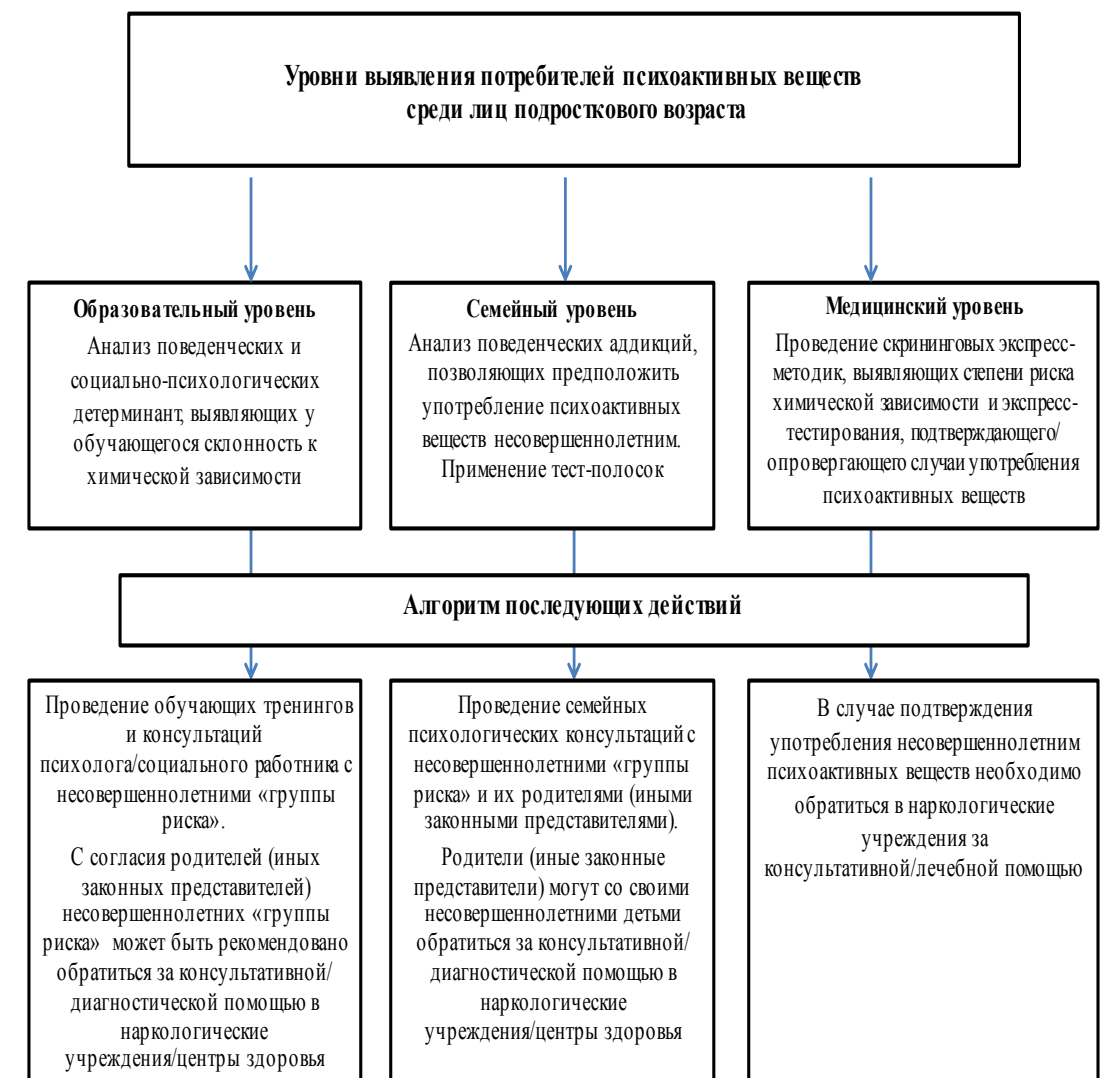 Уровни выявления потребителей психоактивных веществ
среди лиц подросткового возраста
Образовательный уровень
Анализ поведенческих и
социально-психологических
детерминант, выявляющих у
обучающегося склонность к
химической зависимости
Семейный уровень
Анализ поведенческих аддикций,
позволяющих предположить
употребление психоактивных
веществ несовершеннолетним.
Применение тест-полосок
Медицинский уровень
Проведение скрининговых экспресс-
методик, выявляющих степени риска
химической зависимости и экспресс-
тестирования, подтверждающего/
опровергающего случаи употребления
психоактивных веществ
Алгоритм последующих действий
Проведение обучающих тренингов
и консультаций
психолога/социального работника с
несовершеннолетними «группы
риска».
С согласия родителей (иных
законных представителей)
несовершеннолетних «группы
риска» может быть рекомендовано
обратиться за консультативной/
диагностической помощью в
наркологические
учреждения/центры здоровья
Проведение семейных
психологических консультаций с
несовершеннолетними «группы
риска» и их родителями (иными
законными представителями).
Родители (иные законные
представители) могут со своими
несовершеннолетними детьми
обратиться за консультативной/
диагностической помощью в
наркологические
учреждения/центры здоровья
В случае подтверждения
употребления несовершеннолетним
психоактивных веществ необходимо
обратиться в наркологические
учреждения за
консультативной/лечебной помощью